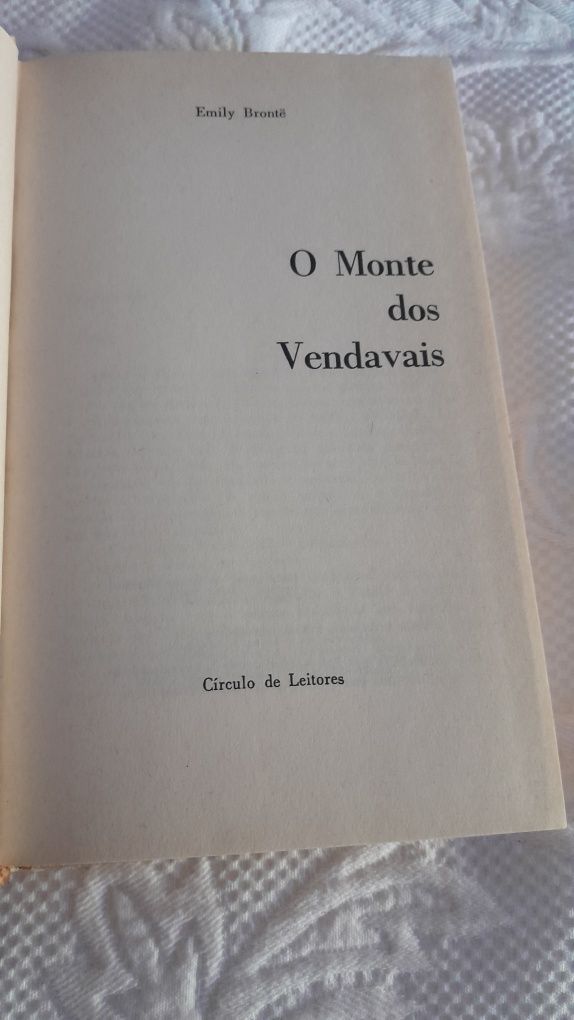 Emily Brontë
O Monte
dos
Vendavais
Círculo de Leitores